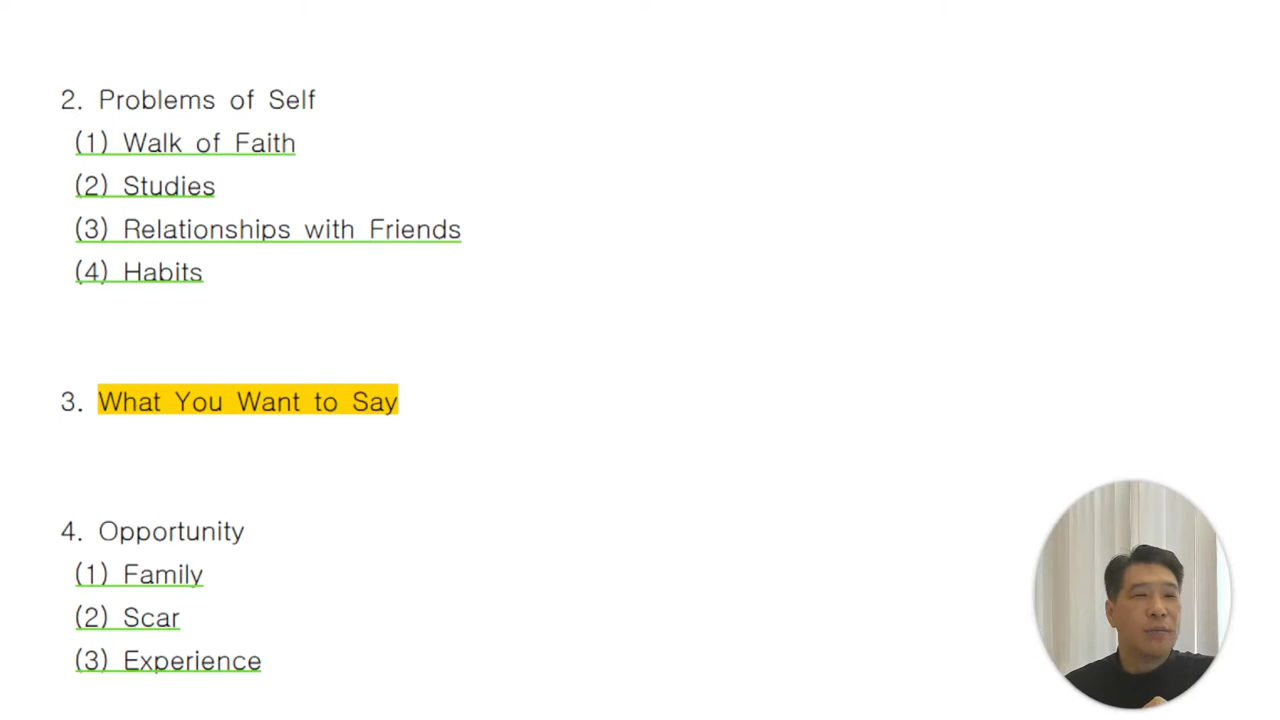 2. Problems of Self
(1) Walk of Faith
(2) Studies
(3) Relationships with Friends
(4) Habits
3. What You Want to Say
4. Opportunity
(1) Family
(2) Scar
(3) Experience